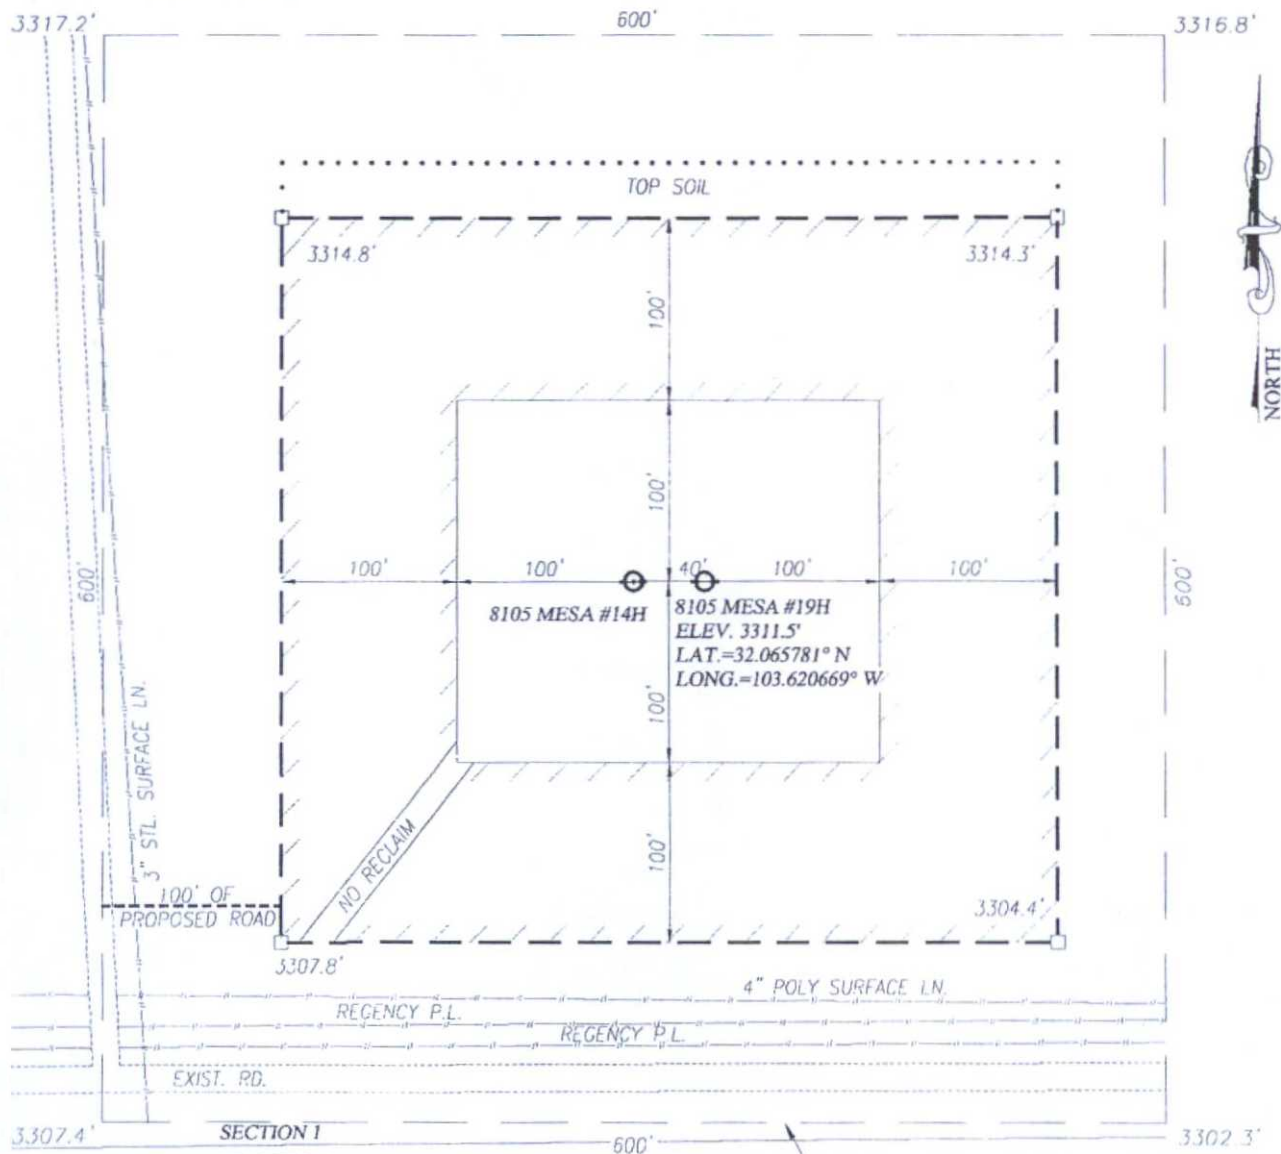 3317.2'
600'
3316.8'
TOP SOIL
3314.8'
3314.3'
NORTH
100'
100'
600'
600'
100'
100'
40'
100'
100'
8105 MESA #14H
8105 MESA #19H
ELEV. 3311.5'
LAT.=32.065781° N
LONG.=103.620669° W
100'
3" STL. SURFACE LN.
100'
NO RECLAIM
100' OF
PROPOSED ROAD
3304.4'
3307.8'
4" POLY SURFACE LN.
REGENCY P.L.
REGENCY P.L.
EXIST. RD.
3307.4'
SECTION 1
600'
3302.3'